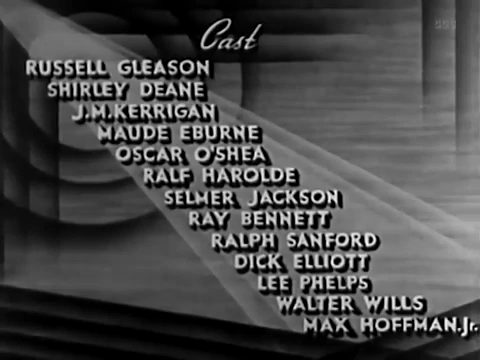 Cast
RUSSELL GLEASON
SHIRLEY DEANE
J.M.KERRIGAN
MAUDE EBURNE
OSCAR O'SHEA
RALF HAROLDE
SELMER JACKSON
RAY BENNETT
RALPH SANFORD
DICK ELLIOTT
LEE PHELPS
WALTER WILLS
MAX HOFFMAN.Jr.